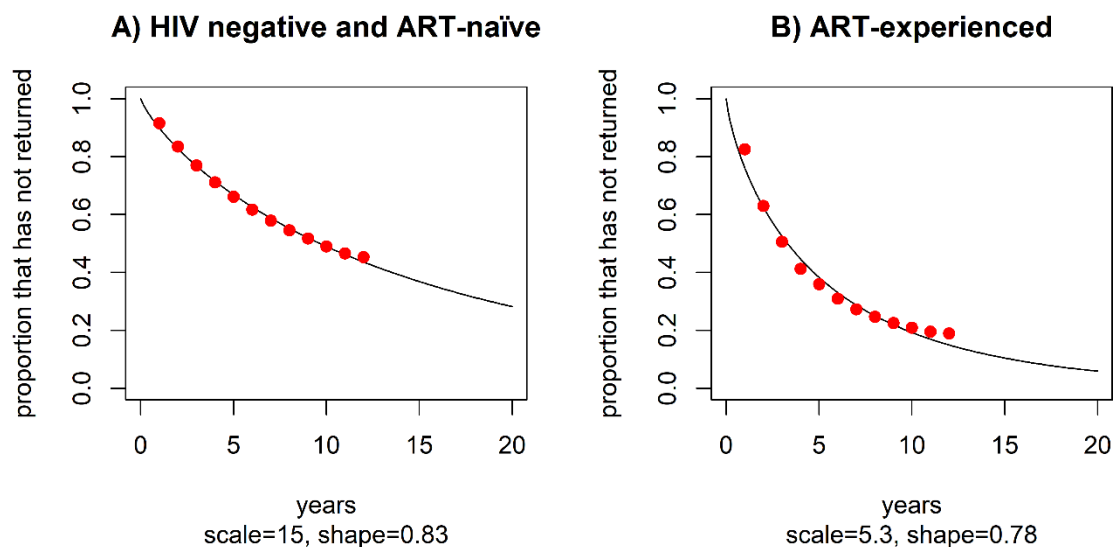 A) HIV negative and ART-naïve
proportion that has not returned
1.0
0.8
0.6
0.4
0.2
0.0
0 5 10 15 20
years
scale=15, shape=0.83
B) ART-experienced
proportion that has not returned
1.0
0.8
0.6
0.4
0.2
0.0
0 5 10 15 20
years
scale=5.3, shape=0.78